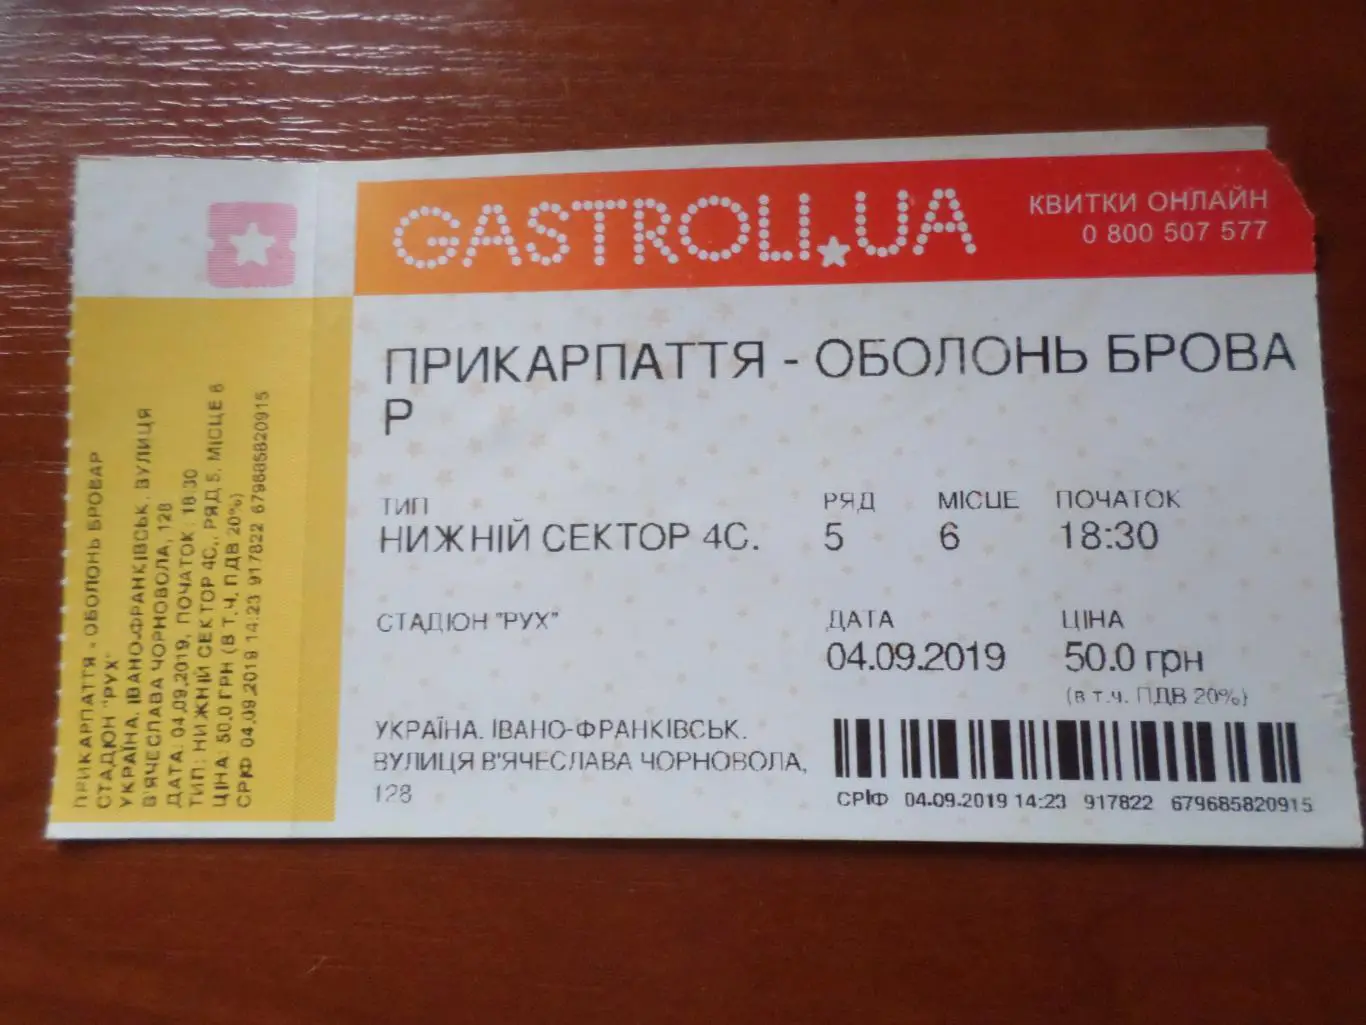 GASTROLI.UA
КВИТКИ ОНЛАЙН
0 800 507 577
ПРИКАРПАТТЯ - ОБОЛОНЬ БРОВА
Р
ТИП
НИЖНІЙ СЕКТОР 4С.
РЯД
5
МІСЦЕ
6
ПОЧАТОК
18:30
СТАДІОН "РУХ"
ДАТА
04.09.2019
ЦІНА
50.0 грн
(в т.ч. ПДВ 20%)
УКРАЇНА. ІВАНО-ФРАНКІВСЬК.
ВУЛИЦЯ В'ЯЧЕСЛАВА ЧОРНОВОЛА,
128
СРІФ 04.09.2019 14:23 917822 679685820915
ПРИКАРПАТТЯ - ОБОЛОНЬ БРОВАР
СТАДІОН "РУХ"
УКРАЇНА. ІВАНО-ФРАНКІВСЬК. ВУЛИЦЯ
В'ЯЧЕСЛАВА ЧОРНОВОЛА, 128
ДАТА: 04.09.2019, ПОЧАТОК : 18:30
ТИП: НИЖНІЙ СЕКТОР 4С., РЯД 5, МІСЦЕ 6
ЦІНА: 50.0 ГРН (В Т.Ч. ПДВ 20%)
СРІФ 04.09.2019 14:23 917822 679685820915